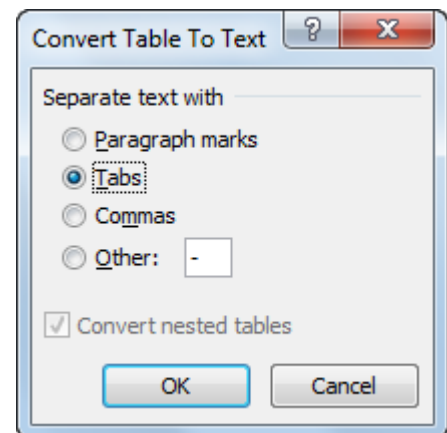 Convert Table To Text
Separate text with
Paragraph marks
Tabs
Commas
Other: -
Convert nested tables
OK Cancel